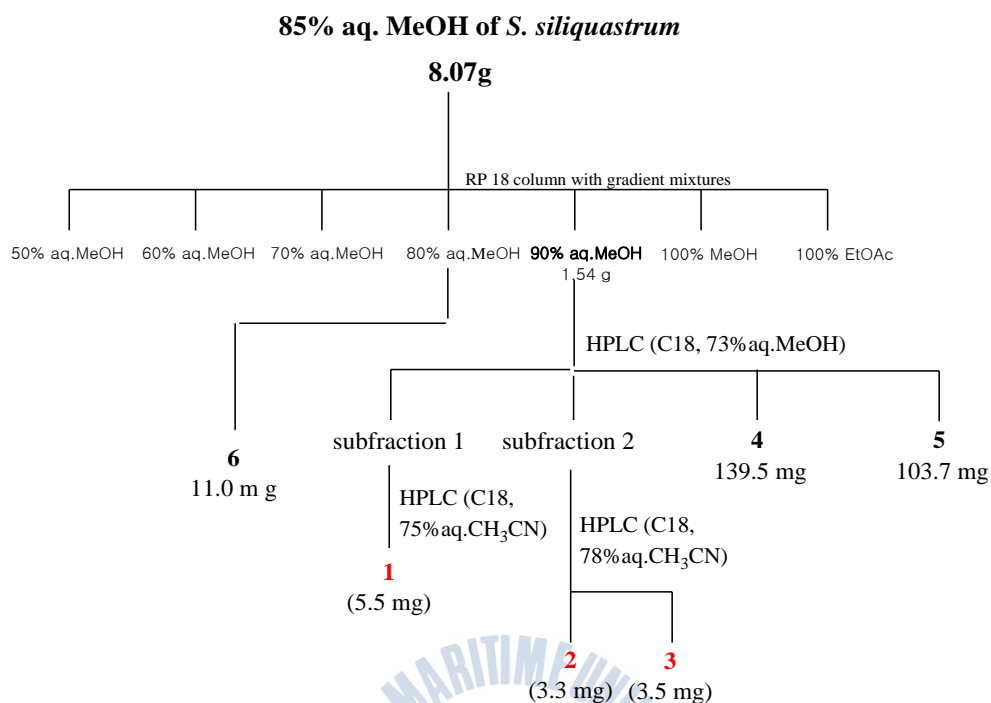 85% aq. MeOH of S. siliquastrum
8.07g
RP 18 column with gradient mixtures
50% aq.MeOH 60% aq.MeOH 70% aq.MeOH 80% aq.MeOH 90% aq.MeOH 100% MeOH 100% EtOAc
1.54 g
HPLC (C18, 73%aq.MeOH)
6 subfraction 1 subfraction 2 4 5
11.0 m g 139.5 mg 103.7 mg
HPLC (C18,
75%aq.CH3CN)
HPLC (C18,
78%aq.CH3CN)
1
(5.5 mg)
2 3
(3.3 mg) (3.5 mg)
MARITIME UN